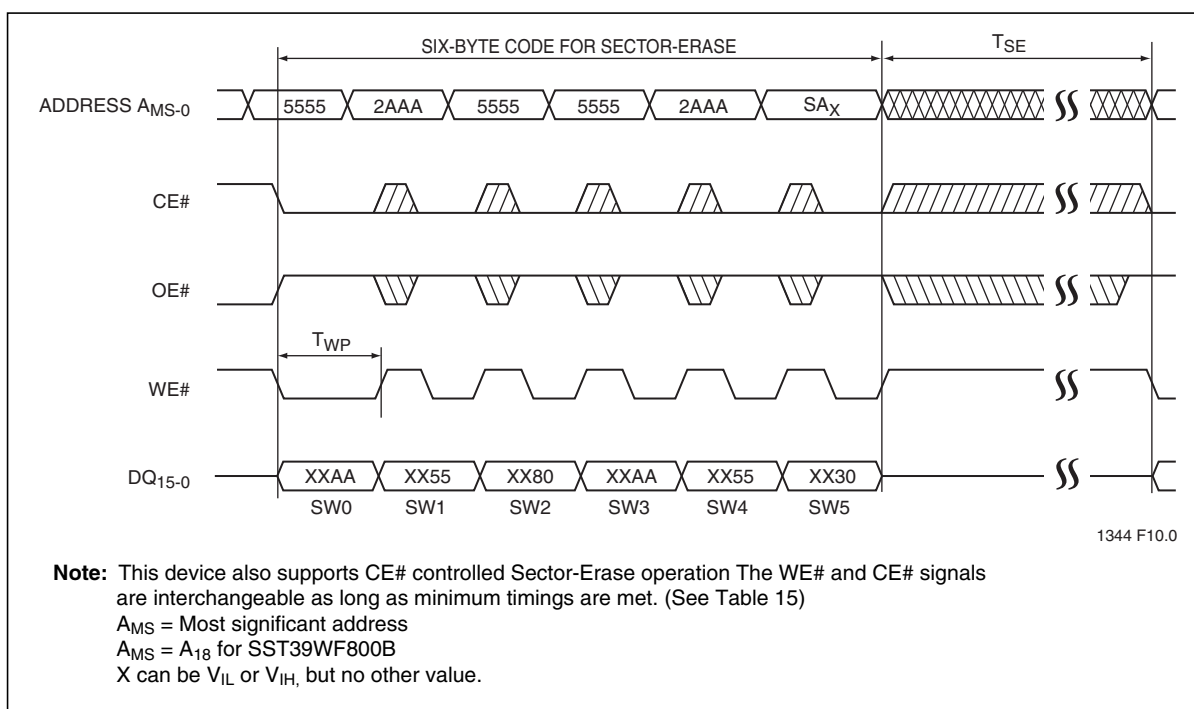 SIX-BYTE CODE FOR SECTOR-ERASE
TSE
ADDRESS AMS-0
5555 2AAA 5555 5555 2AAA SAX
CE#
OE#
TWP
WE#
DQ15-0
XXAA XX55 XX80 XXAA XX55 XX30
SW0 SW1 SW2 SW3 SW4 SW5
1344 F10.0
Note: This device also supports CE# controlled Sector-Erase operation The WE# and CE# signals
are interchangeable as long as minimum timings are met. (See Table 15)
AMS = Most significant address
AMS = A18 for SST39WF800B
X can be VIL or VIH, but no other value.